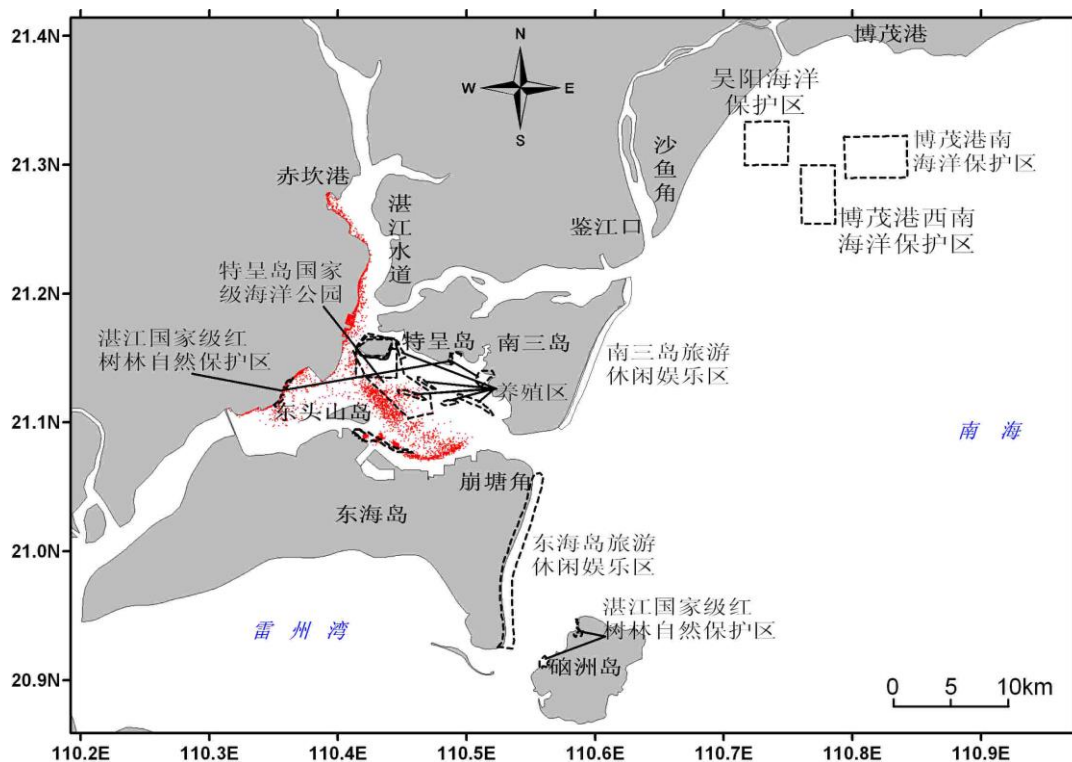 21.4N
21.3N
21.2N
21.1N
21.0N
20.9N
110.2E
110.3E
110.4E
110.5E
110.6E
110.7E
110.8E
110.9E
N
W
E
S
博茂港
吴阳海洋
保护区
沙鱼角
博茂港南
海洋保护区
博茂港西南
海洋保护区
赤坎港
湛江水道
鉴江口
特呈岛国家
级海洋公园
湛江国家级红
树林自然保护区
特呈岛
南三岛
南三岛旅游
休闲娱乐区
养殖区
东头山岛
南 海
崩塘角
东海岛
东海岛旅游
休闲娱乐区
雷 州 湾
湛江国家级红
树林自然保护区
硇洲岛
0 5 10km